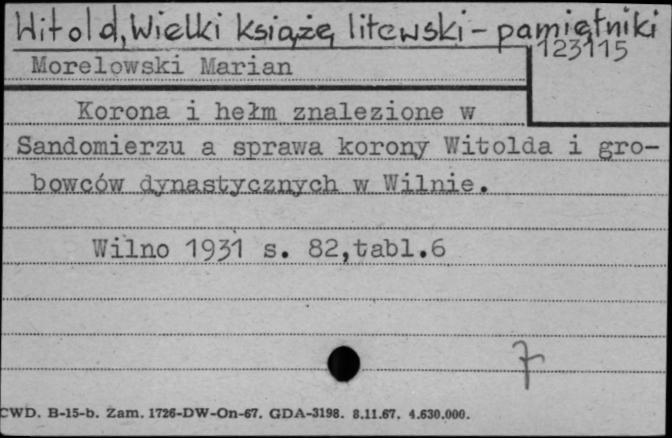 Witold, Wielki książę litewski - pamiętniki
123115
Morelowski Marian
Korona i hełm znalezione w
Sandomierzu a sprawa korony Witolda i gro-
bowców dynastycznych w Wilnie.
Wilno 1931 s. 82,tabl.6
7
CWD. B-15-b. Zam. 1726-DW-On-67. GDA-3198. 8.11.67. 4.630.000.